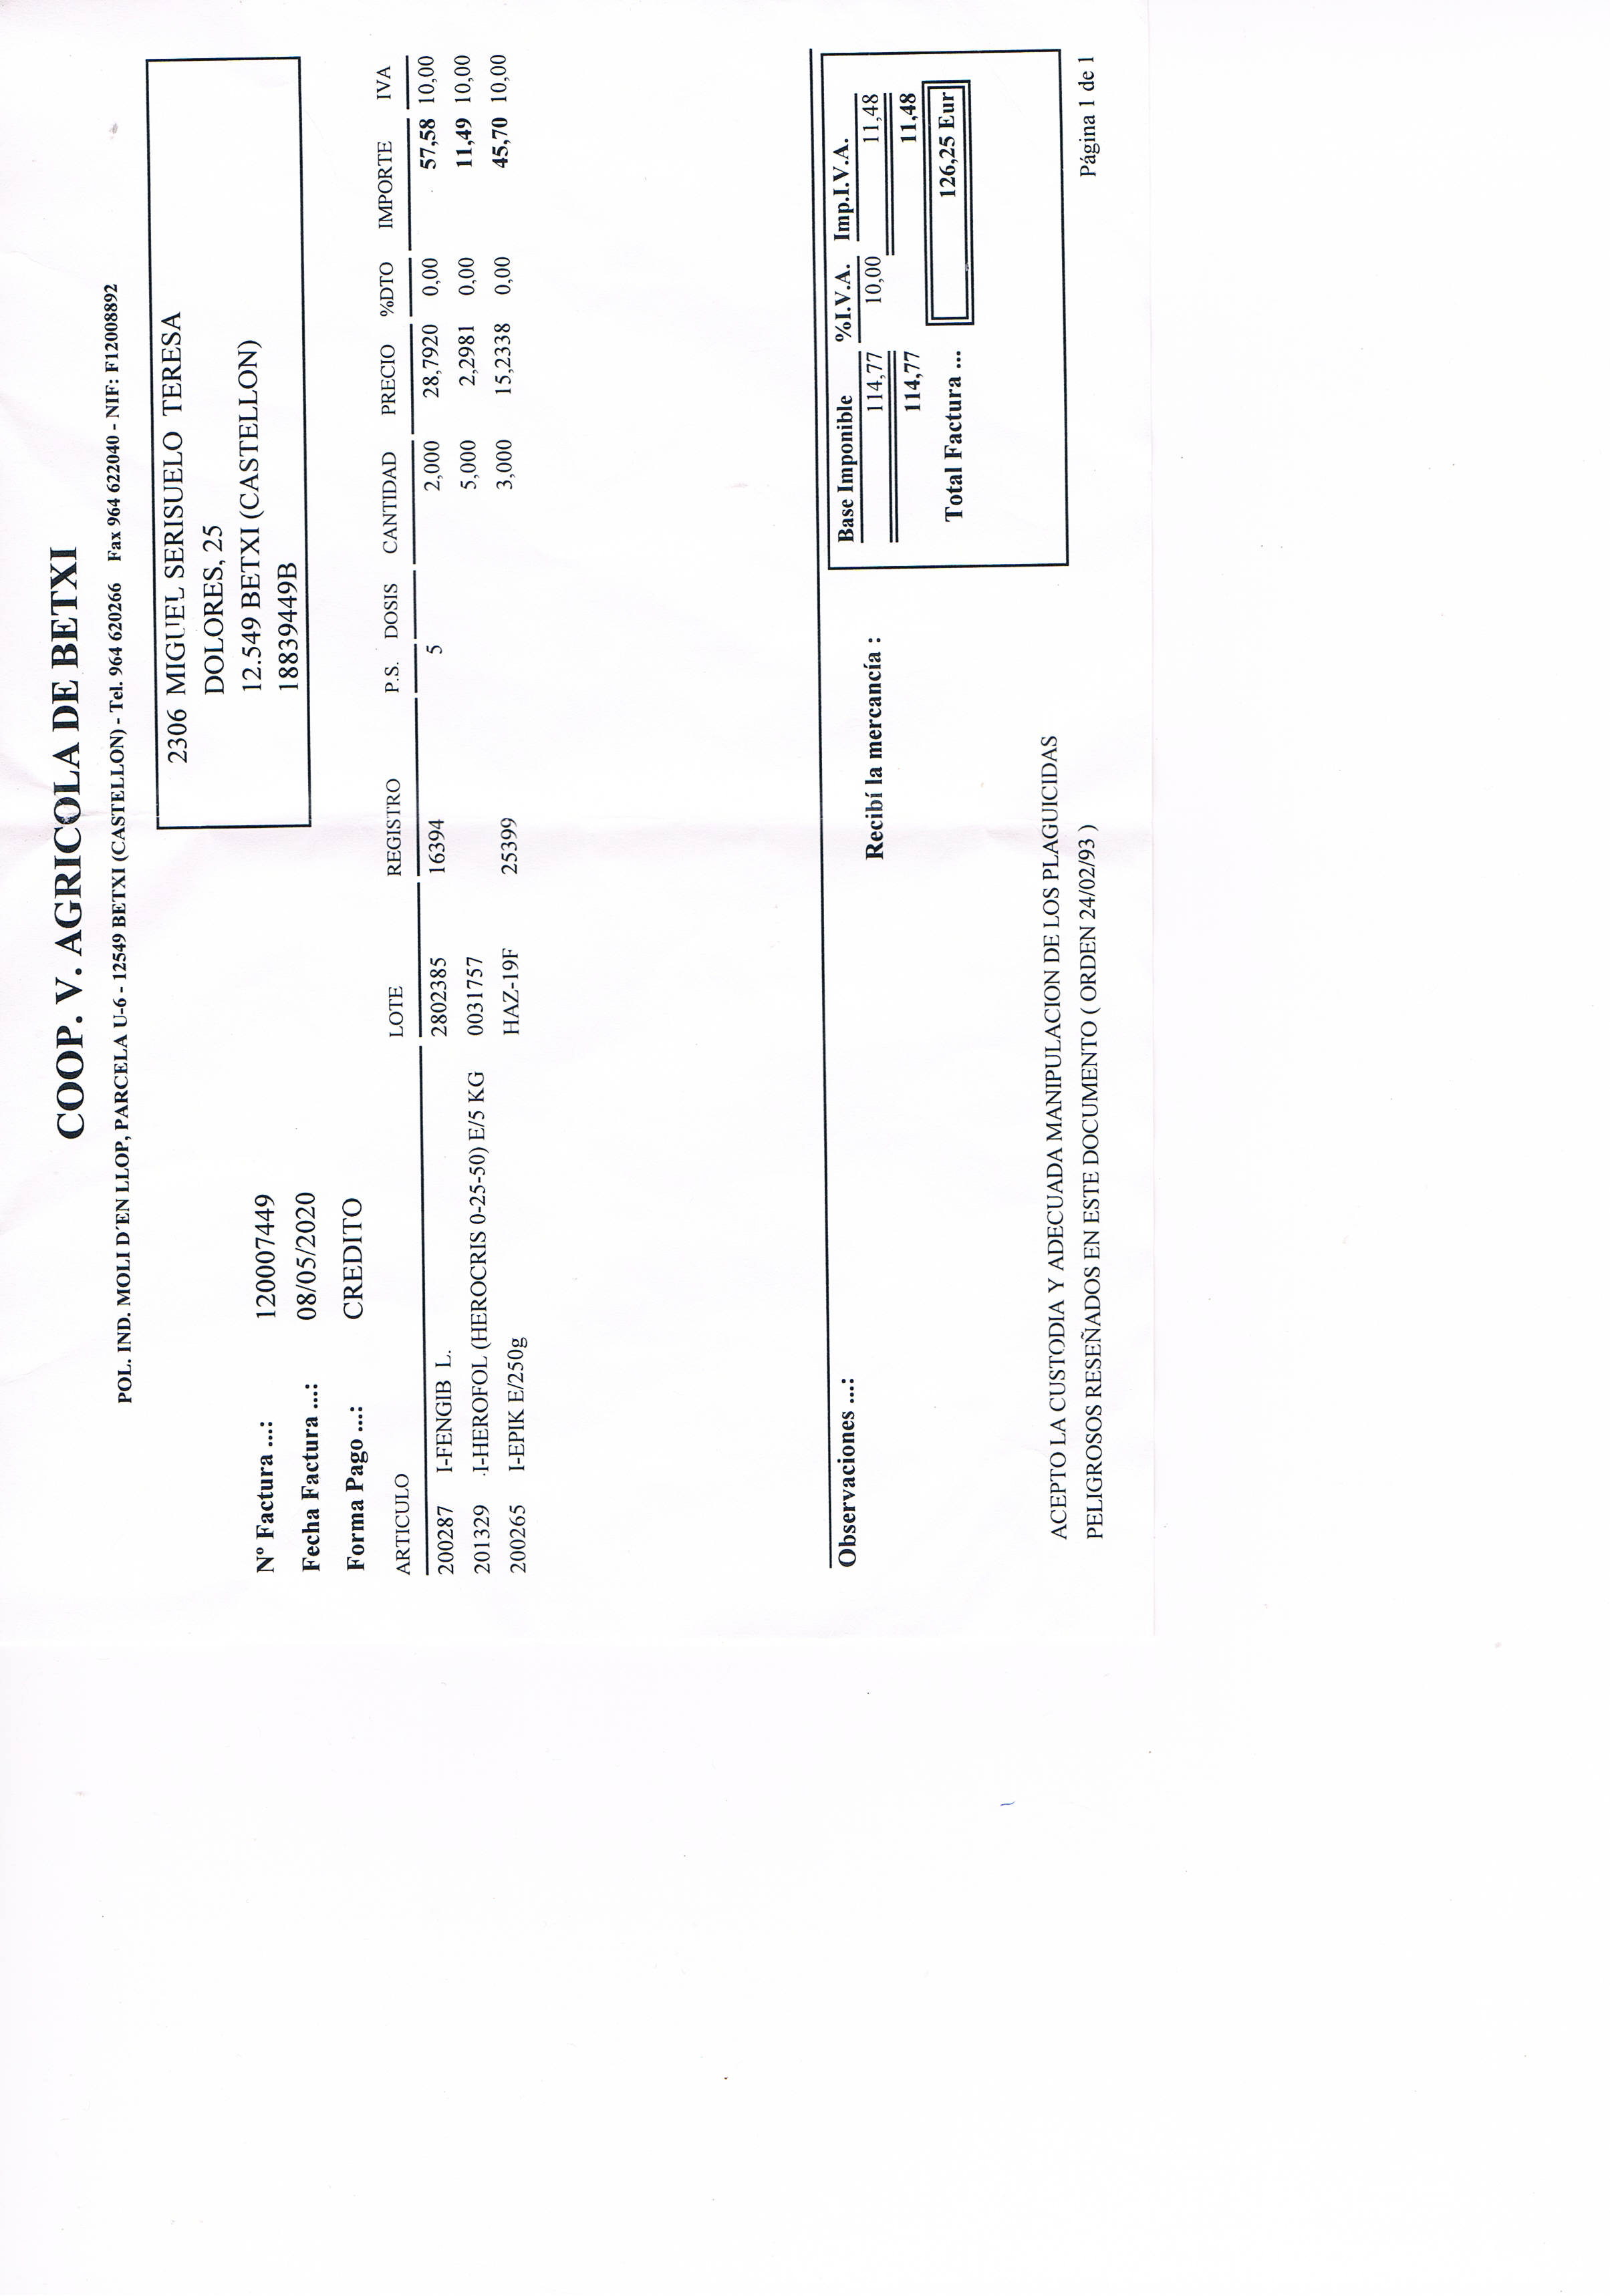 COOP. V. AGRICOLA DE BETXI
POL. IND. MOLI D´EN LLOP, PARCELA U-6 - 12549 BETXI (CASTELLON) - Tel. 964 620266 Fax 964 622040 - NIF: F12008892
2306 MIGUEL SERISUELO TERESA
DOLORES, 25
12.549 BETXI (CASTELLON)
18839449B
Nº Factura ...: 120007449
Fecha Factura ...: 08/05/2020
Forma Pago ...: CREDITO
ARTICULO LOTE REGISTRO P.S. DOSIS CANTIDAD PRECIO %DTO IMPORTE IVA
200287 I-FENGIB L. 2802385 16394 5 2,000 28,7920 0,00 57,58 10,00
201329 I-HEROFOL (HEROCRIS 0-25-50) E/5 KG 0031757 5,000 2,2981 0,00 11,49 10,00
200265 I-EPIK E/250g HAZ-19F 25399 3,000 15,2338 0,00 45,70 10,00
Observaciones ...:
Recibí la mercancía :
Base Imponible %I.V.A. Imp.I.V.A.
114,77 10,00 11,48
114,77 11,48
Total Factura ... 126,25 Eur
ACEPTO LA CUSTODIA Y ADECUADA MANIPULACION DE LOS PLAGUICIDAS
PELIGROSOS RESEÑADOS EN ESTE DOCUMENTO ( ORDEN 24/02/93 )
Página 1 de 1